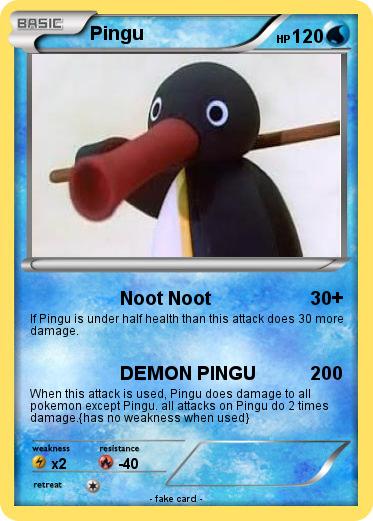 BASIC
Pingu
HP 120
Noot Noot 30+
If Pingu is under half health than this attack does 30 more
damage.
DEMON PINGU 200
When this attack is used, Pingu does damage to all
pokemon except Pingu. all attacks on Pingu do 2 times
damage.{has no weakness when used}
weakness resistance
x2 -40
retreat
- fake card -